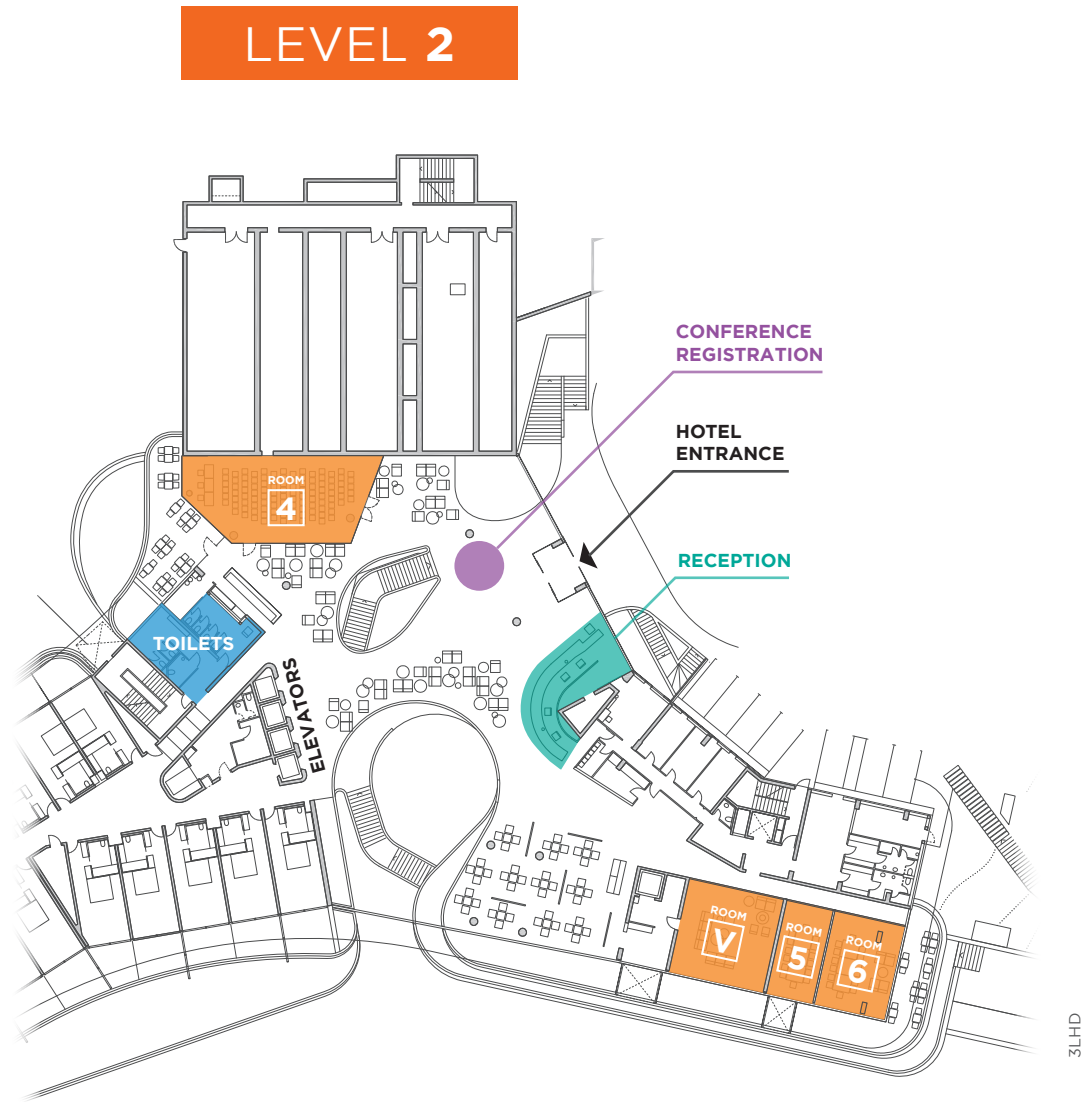 LEVEL 2
CONFERENCE
REGISTRATION
HOTEL
ENTRANCE
ROOM
4
RECEPTION
TOILETS
ELEVATORS
ROOM
V
ROOM
5
ROOM
6
3LHD